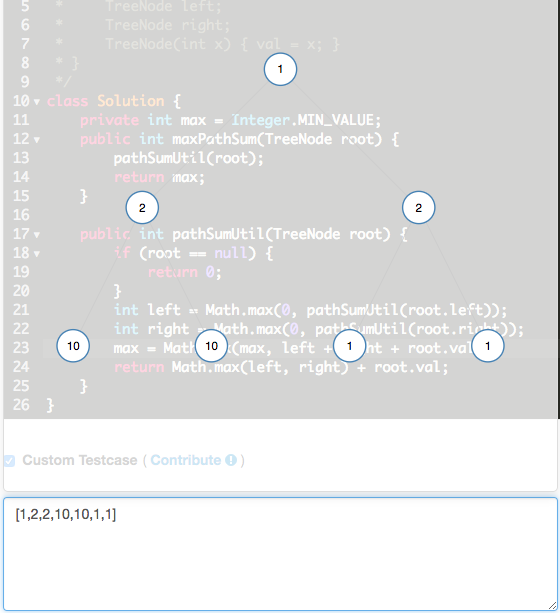 5 * TreeNode left;
6 * TreeNode right;
7 * TreeNode(int x) { val = x; }
8 * }
9 */
1
10 class Solution {
11 private int max = Integer.MIN_VALUE;
12 public int maxPathSum(TreeNode root) {
13 pathSumUtil(root);
14 return max;
15 }
16
2 2
17 public int pathSumUtil(TreeNode root) {
18 if (root == null) {
19 return 0;
20 }
21 int left = Math.max(0, pathSumUtil(root.left));
22 int right = Math.max(0, pathSumUtil(root.right));
10 10 1 1
23 max = Math (max, left + + root.val
24 return Math.max(left, right) + root.val;
25 }
26 }
Custom Testcase ( Contribute )
[1,2,2,10,10,1,1]